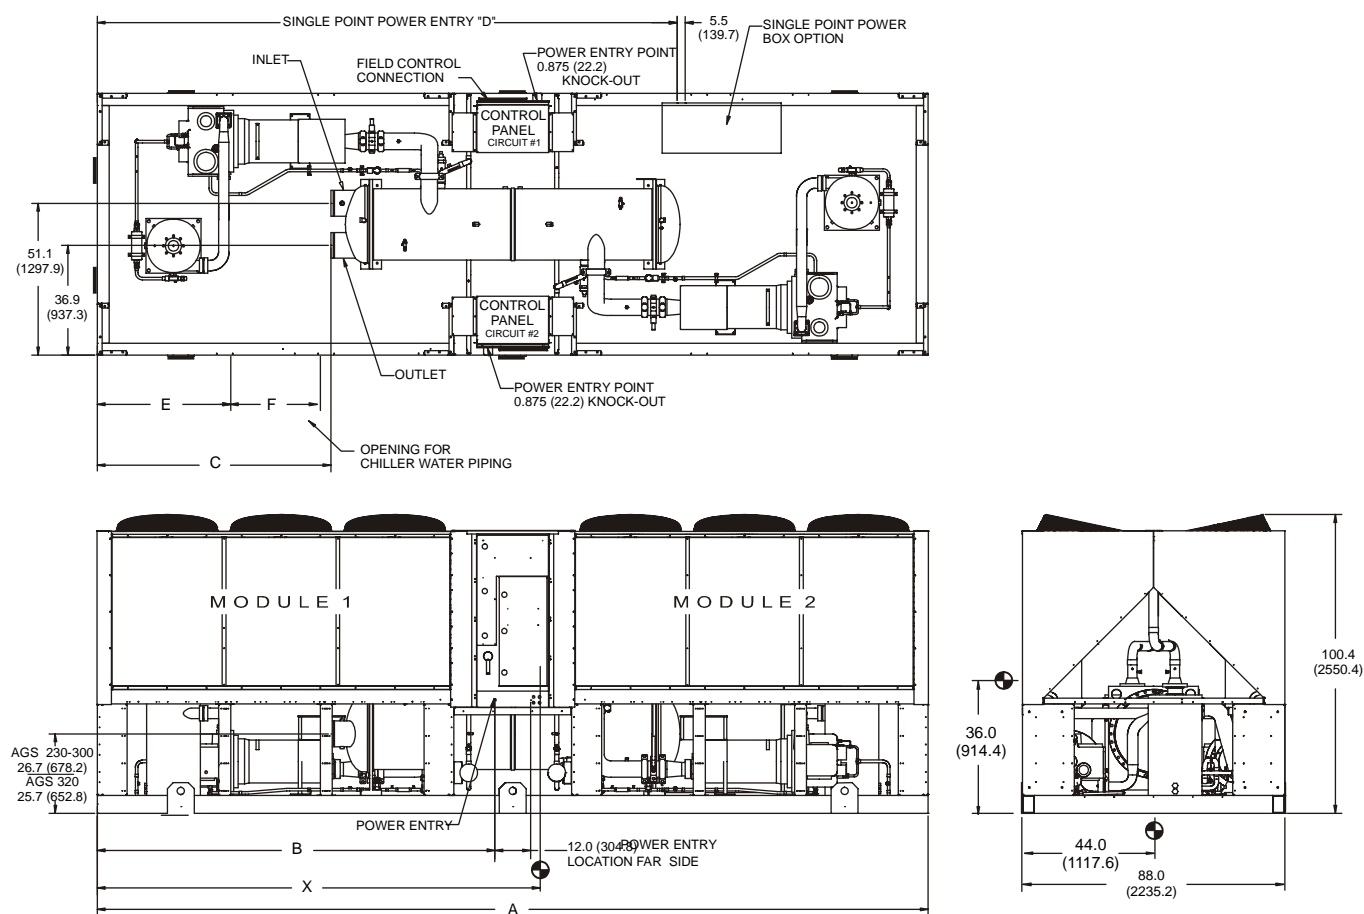 SINGLE POINT POWER ENTRY "D"
5.5
(139.7)
SINGLE POINT POWER
BOX OPTION
INLET
FIELD CONTROL
CONNECTION
POWER ENTRY POINT
0.875 (22.2)
KNOCK-OUT
CONTROL
PANEL
CIRCUIT #1
51.1
(1297.9)
36.9
(937.3)
CONTROL
PANEL
CIRCUIT #2
OUTLET
POWER ENTRY POINT
0.875 (22.2) KNOCK-OUT
E
F
OPENING FOR
CHILLER WATER PIPING
C
MODULE 1
MODULE 2
100.4
(2550.4)
36.0
(914.4)
AGS 230-300
26.7 (678.2)
AGS 320
25.7 (652.8)
POWER ENTRY
B
12.0 (304.8)
POWER ENTRY
LOCATION FAR SIDE
44.0
(1117.6)
88.0
(2235.2)
X
A